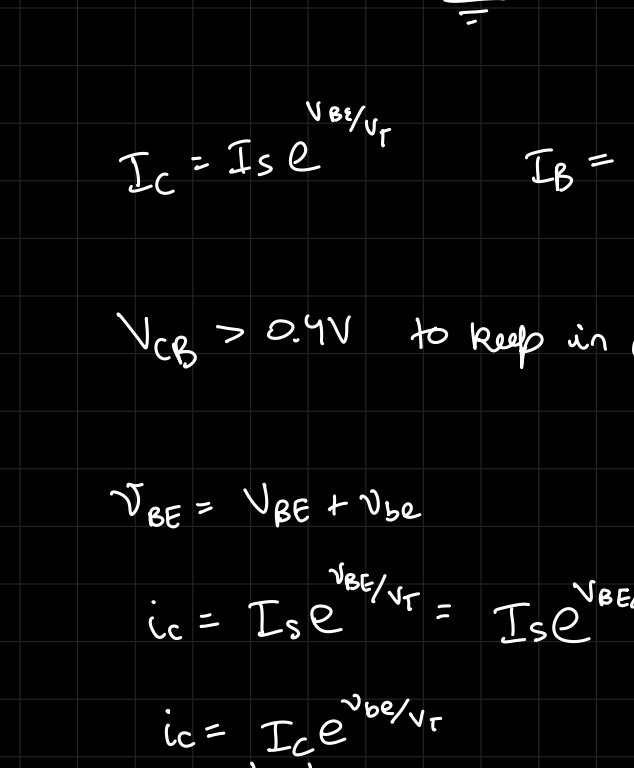 I_C = I_S e^{V_BE/V_T} I_B =
V_CB > 0.4V to keep in
v_BE = V_BE + v_be
i_C = I_S e^{v_BE/V_T} = I_S e^{V_BE/
i_C = I_C e^{v_be/V_T}